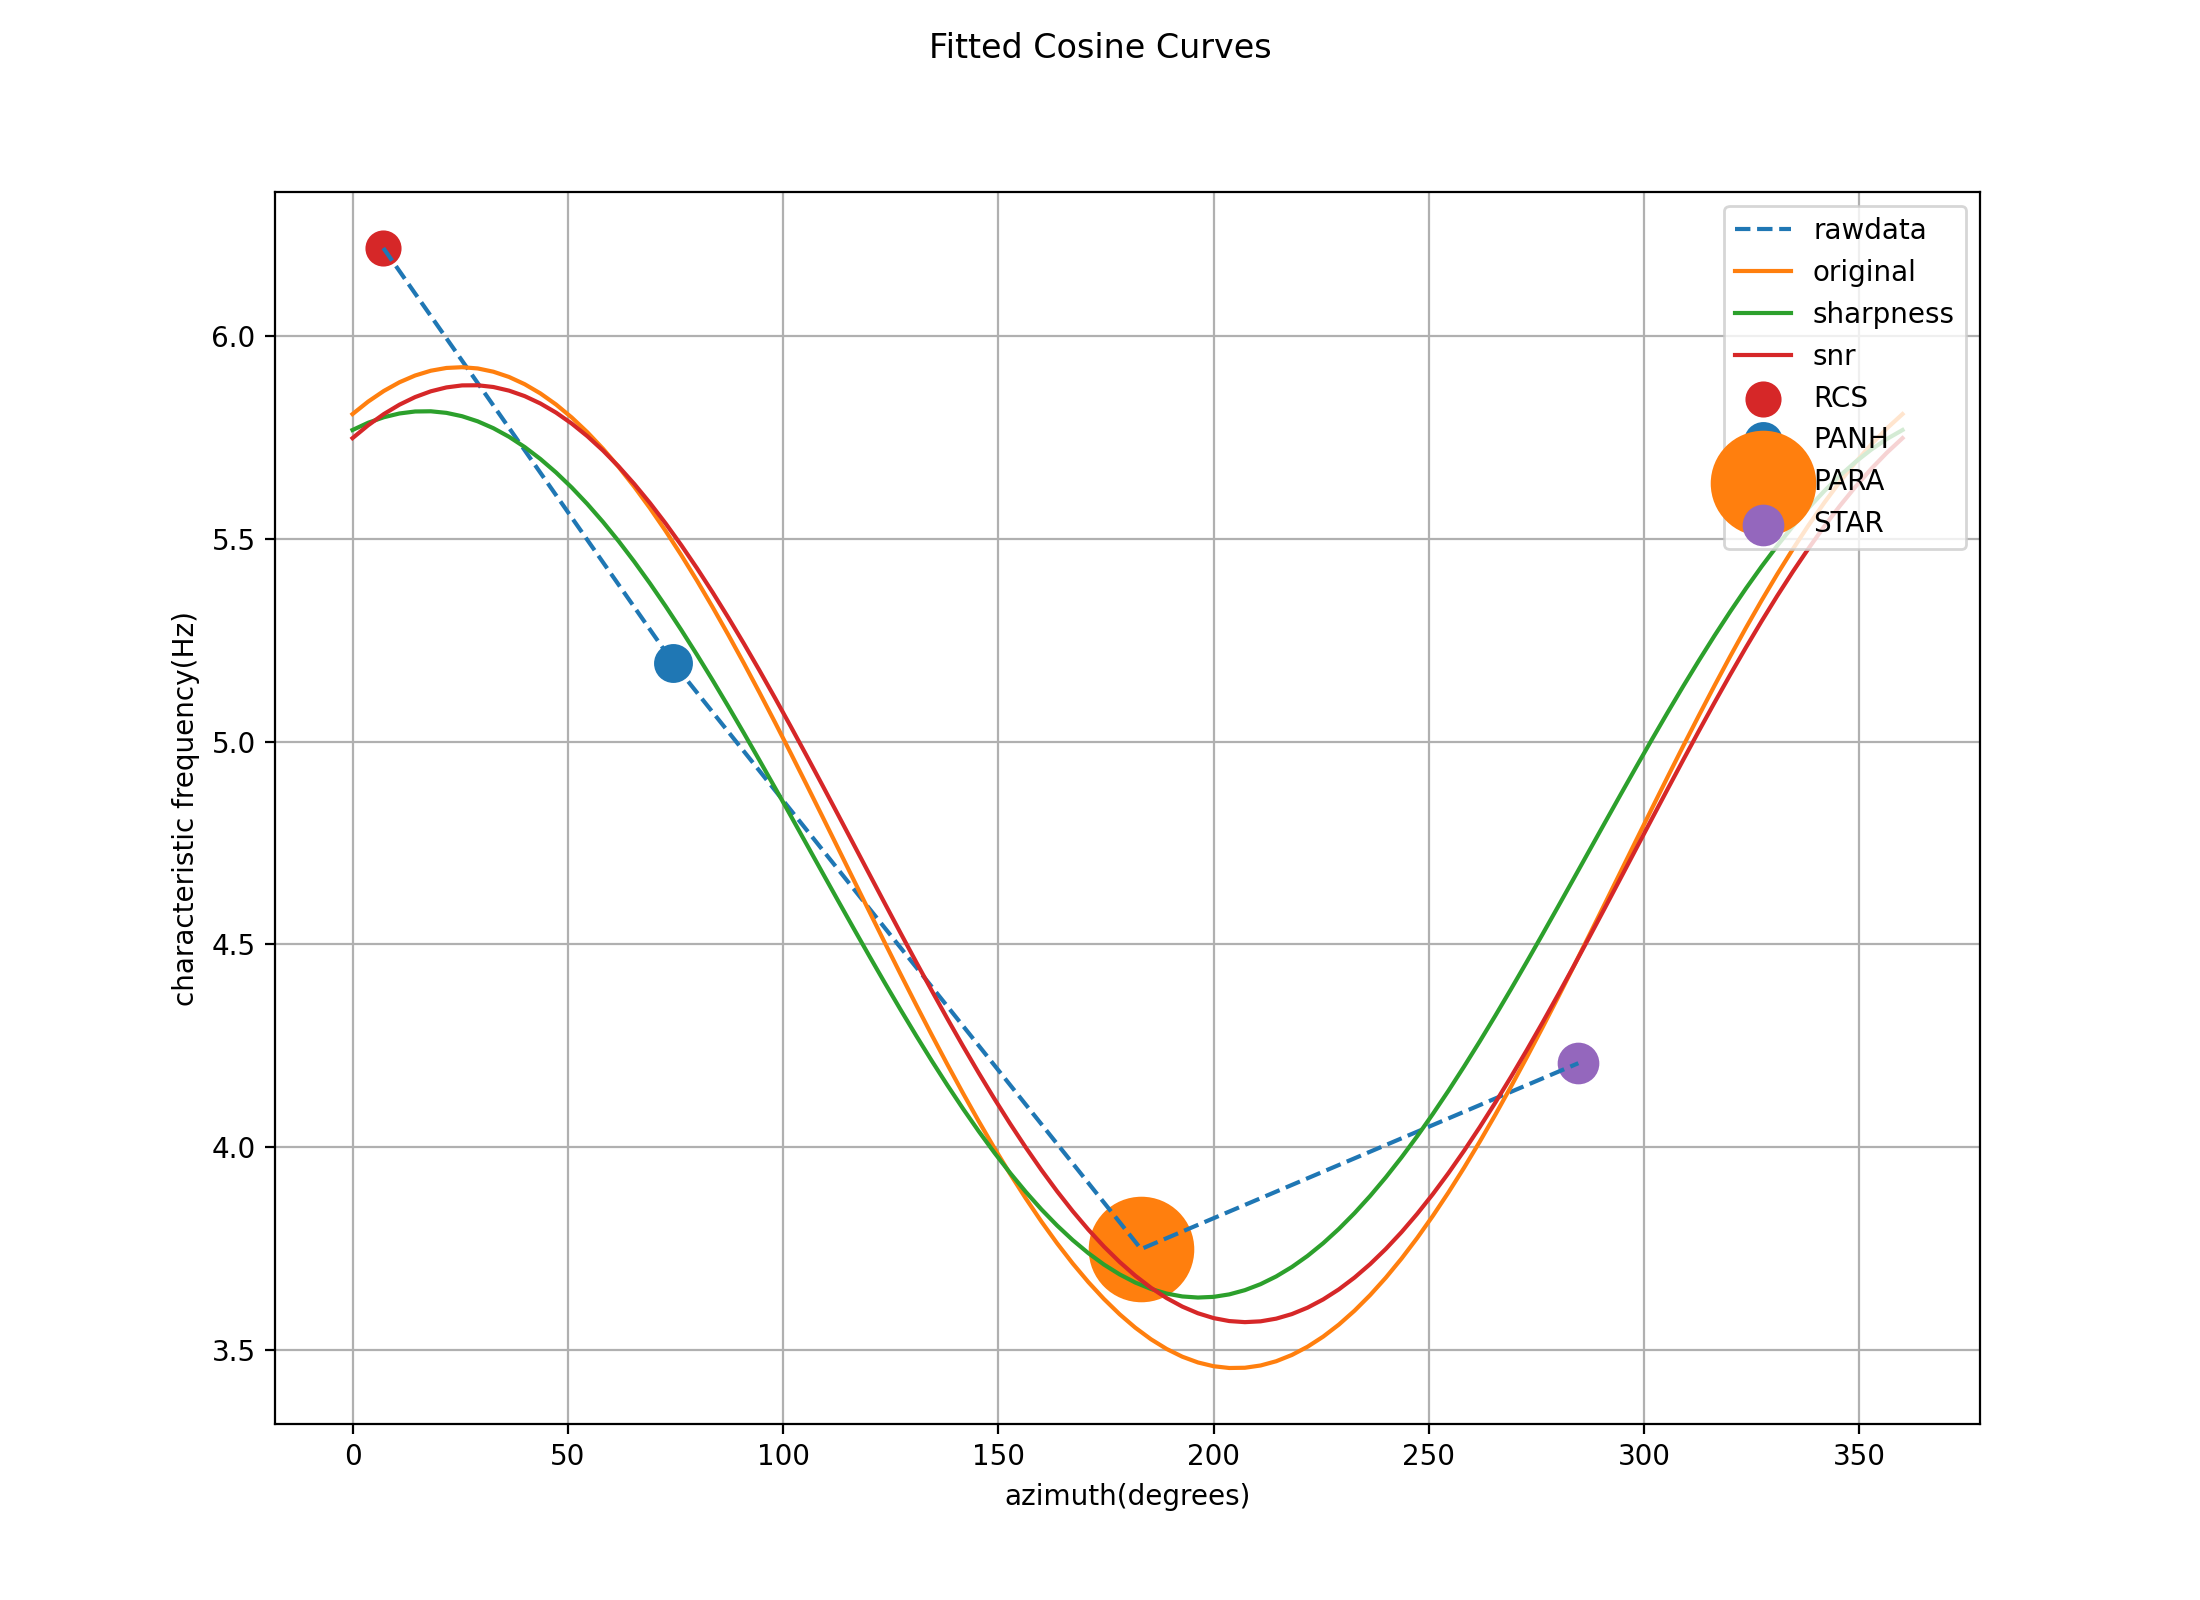 Fitted Cosine Curves
rawdata
original
sharpness
snr
RCS
PANH
PARA
STAR
characteristic frequency(Hz)
6.0
5.5
5.0
4.5
4.0
3.5
0 50 100 150 200 250 300 350
azimuth(degrees)